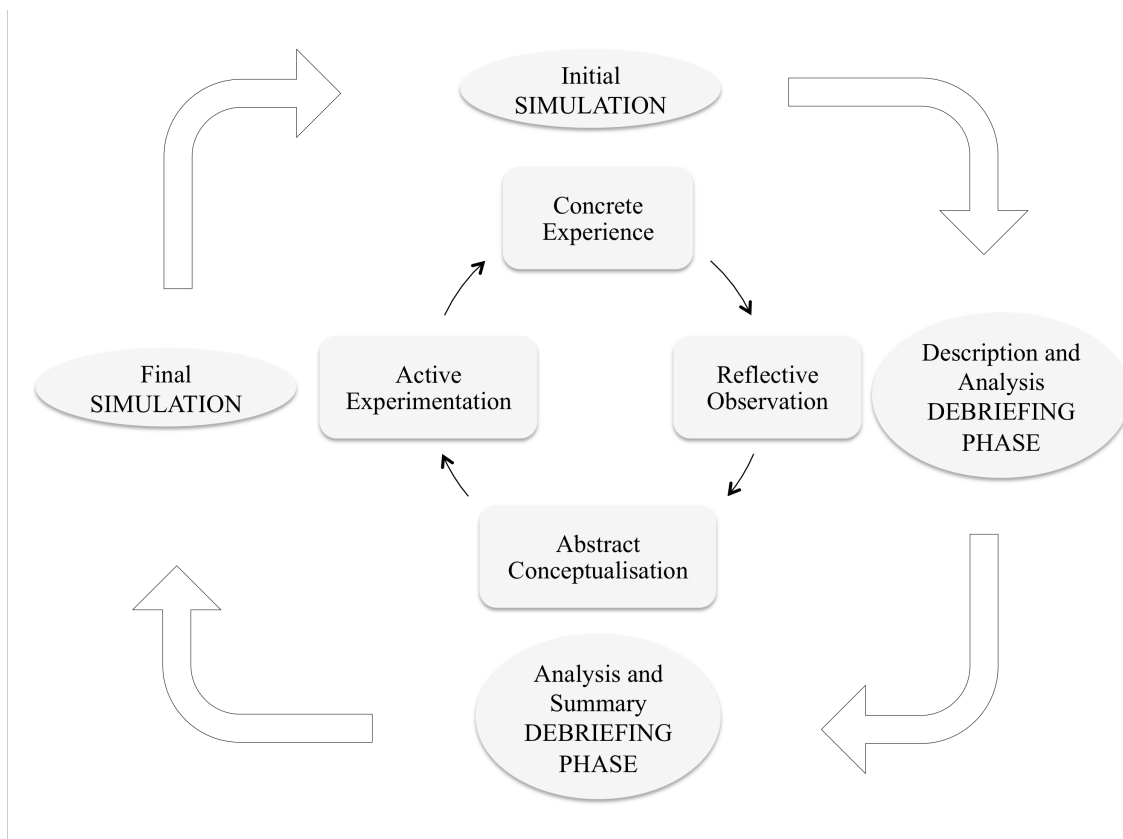 Initial
SIMULATION
Concrete
Experience
Final
SIMULATION
Active
Experimentation
Reflective
Observation
Description and
Analysis
DEBRIEFING
PHASE
Abstract
Conceptualisation
Analysis and
Summary
DEBRIEFING
PHASE